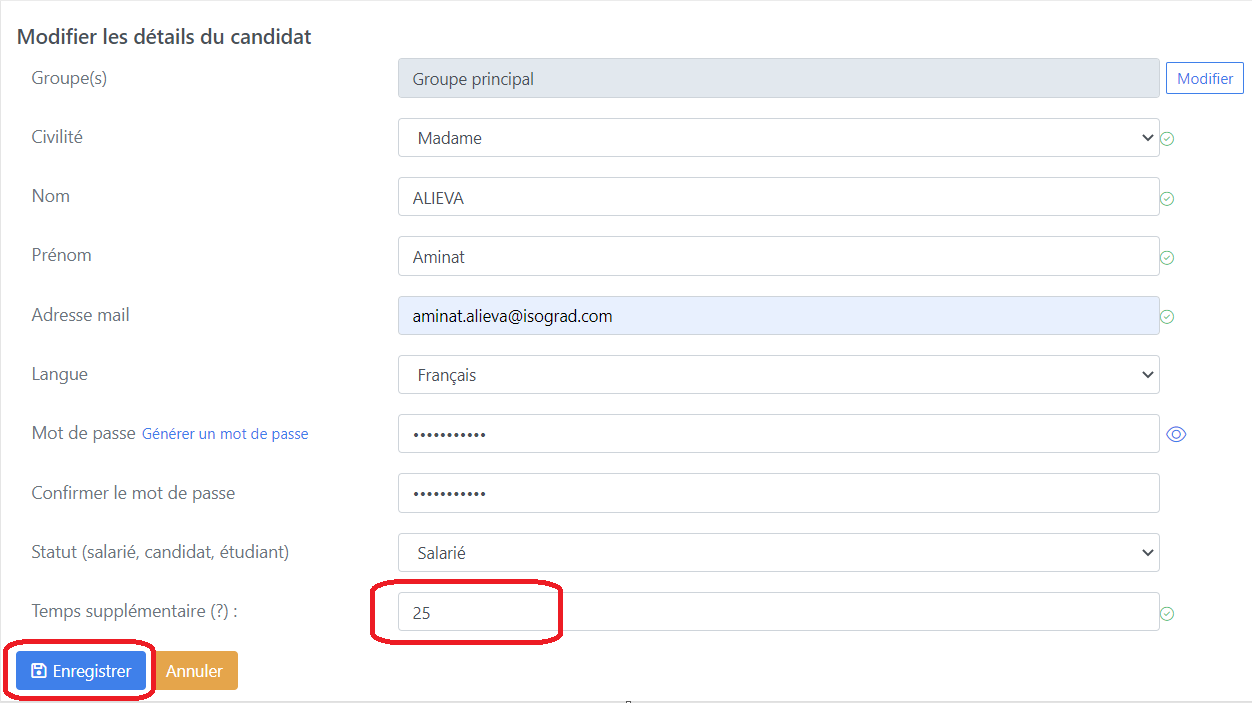 Modifier les détails du candidat
Groupe(s) Groupe principal Modifier
Civilité Madame
Nom ALIEVA
Prénom Aminat
Adresse mail aminat.alieva@isograd.com
Langue Français
Mot de passe Générer un mot de passe •••••••••••
Confirmer le mot de passe •••••••••••
Statut (salarié, candidat, étudiant) Salarié
Temps supplémentaire (?) : 25
Enregistrer Annuler